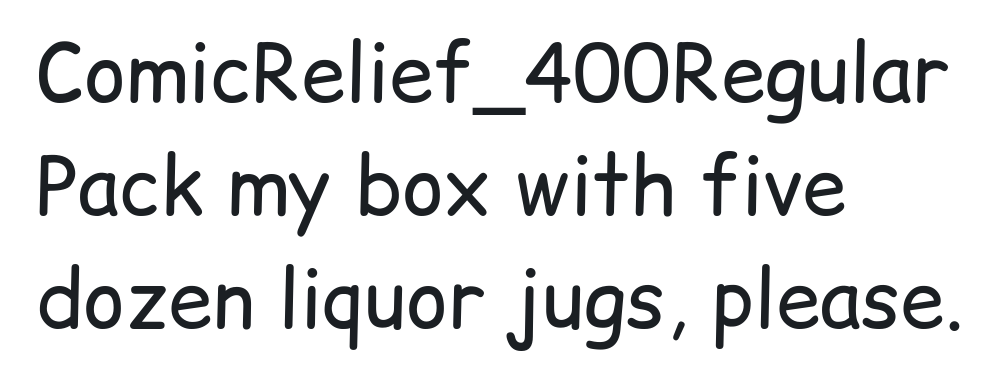 ComicRelief_400Regular
Pack my box with five
dozen liquor jugs, please.